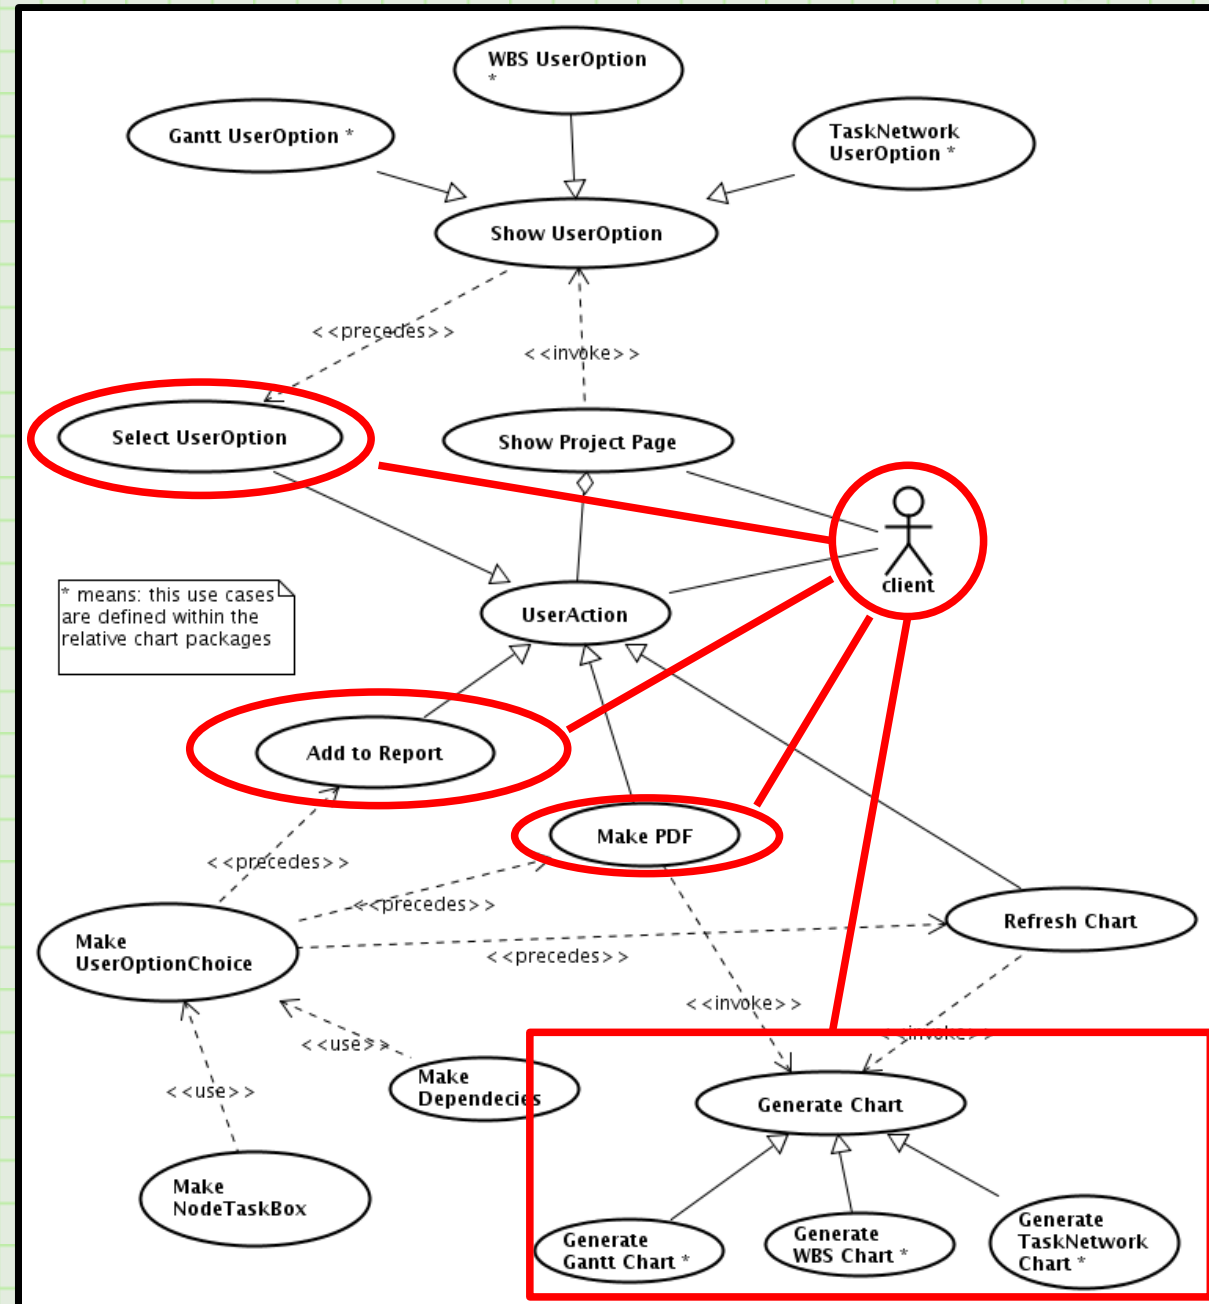 WBS UserOption
*
Gantt UserOption *
TaskNetwork
UserOption *
Show UserOption
<<precedes>>
<<invoke>>
Select UserOption
Show Project Page
client
* means: this use cases
are defined within the
relative chart packages
UserAction
Add to Report
Make PDF
<<precedes>>
<<precedes>>
Refresh Chart
Make
UserOptionChoice
<<precedes>>
<<invoke>>
<<invoke>>
<<use>>
<<use>>
Make
Dependecies
Generate Chart
Make
NodeTaskBox
Generate
Gantt Chart *
Generate
WBS Chart *
Generate
TaskNetwork
Chart *